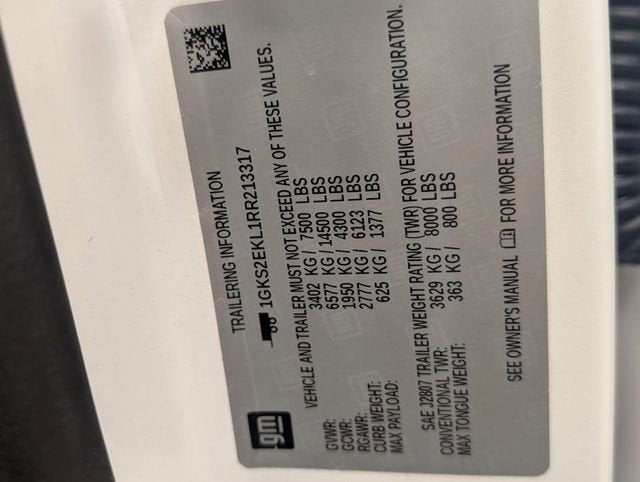 TRAILERING INFORMATION
1GKS2EKL1RR213317
VEHICLE AND TRAILER MUST NOT EXCEED ANY OF THESE VALUES.
GVWR: 3402 KG/ 7500 LBS
GCWR: 6577 KG/14500 LBS
RGAWR: 1950 KG/ 4300 LBS
CURB WEIGHT: 2777 KG/ 6123 LBS
MAX PAYLOAD: 625 KG/ 1377 LBS
SAE J2807 TRAILER WEIGHT RATING (TWR) FOR VEHICLE CONFIGURATION.
CONVENTIONAL TWR: 3629 KG/ 8000 LBS
MAX TONGUE WEIGHT: 363 KG/ 800 LBS
SEE OWNER'S MANUAL FOR MORE INFORMATION
gm